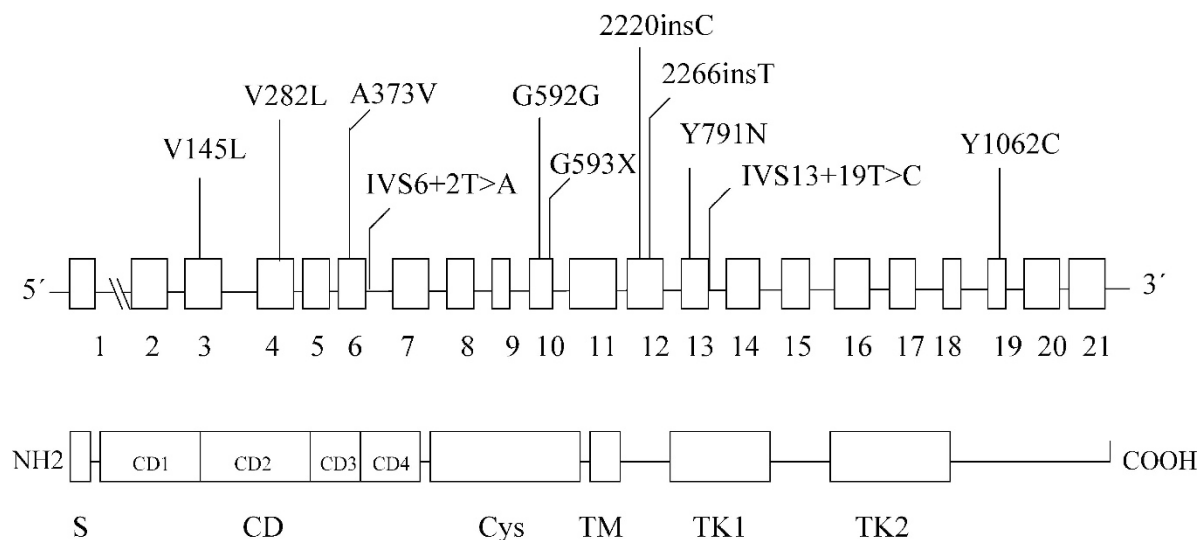 2220insC
2266insT
V282L
A373V
G592G
V145L
Y791N
Y1062C
G593X
IVS6+2T>A
IVS13+19T>C
5´
3´
1 2 3 4 5 6 7 8 9 10 11 12 13 14 15 16 17 18 19 20 21
NH2 CD1 CD2 CD3 CD4 COOH
S CD Cys TM TK1 TK2